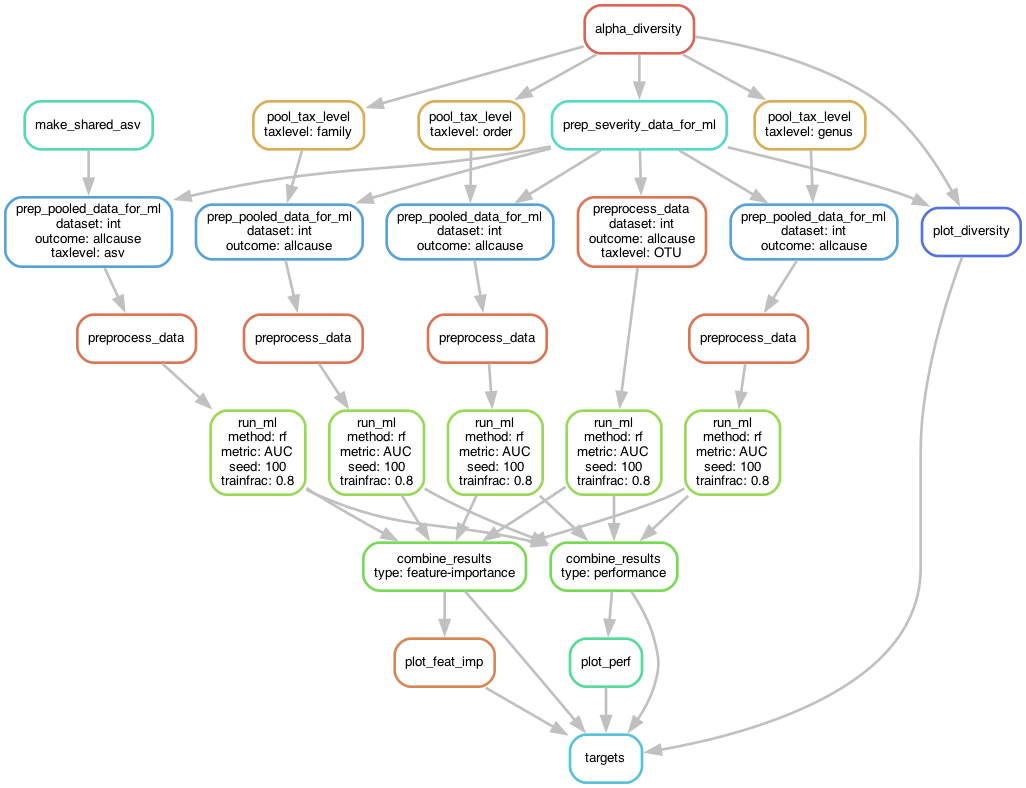 alpha_diversity
make_shared_asv
pool_tax_level
taxlevel: family
pool_tax_level
taxlevel: order
prep_severity_data_for_ml
pool_tax_level
taxlevel: genus
prep_pooled_data_for_ml
dataset: int
outcome: allcause
taxlevel: asv
prep_pooled_data_for_ml
dataset: int
outcome: allcause
prep_pooled_data_for_ml
dataset: int
outcome: allcause
preprocess_data
dataset: int
outcome: allcause
taxlevel: OTU
prep_pooled_data_for_ml
dataset: int
outcome: allcause
plot_diversity
preprocess_data
preprocess_data
preprocess_data
preprocess_data
run_ml
method: rf
metric: AUC
seed: 100
trainfrac: 0.8
run_ml
method: rf
metric: AUC
seed: 100
trainfrac: 0.8
run_ml
method: rf
metric: AUC
seed: 100
trainfrac: 0.8
run_ml
method: rf
metric: AUC
seed: 100
trainfrac: 0.8
run_ml
method: rf
metric: AUC
seed: 100
trainfrac: 0.8
combine_results
type: feature-importance
combine_results
type: performance
plot_feat_imp
plot_perf
targets